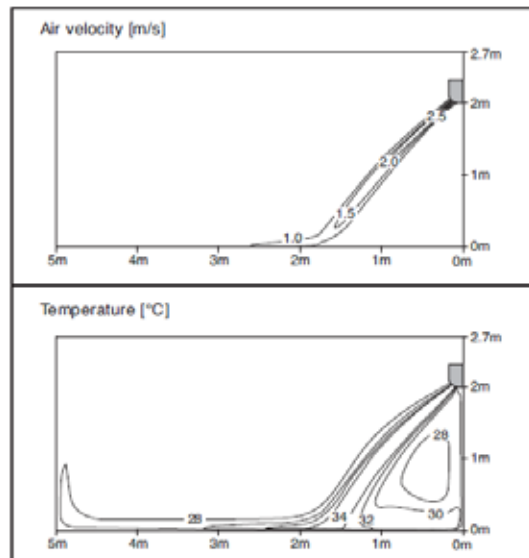 Air velocity [m/s]
2.7m
2.5
2m
2.0
1m
1.5
1.0
0m
5m 4m 3m 2m 1m 0m
Temperature [°C]
2.7m
2m
28
1m
28 34 32 30
0m
5m 4m 3m 2m 1m 0m